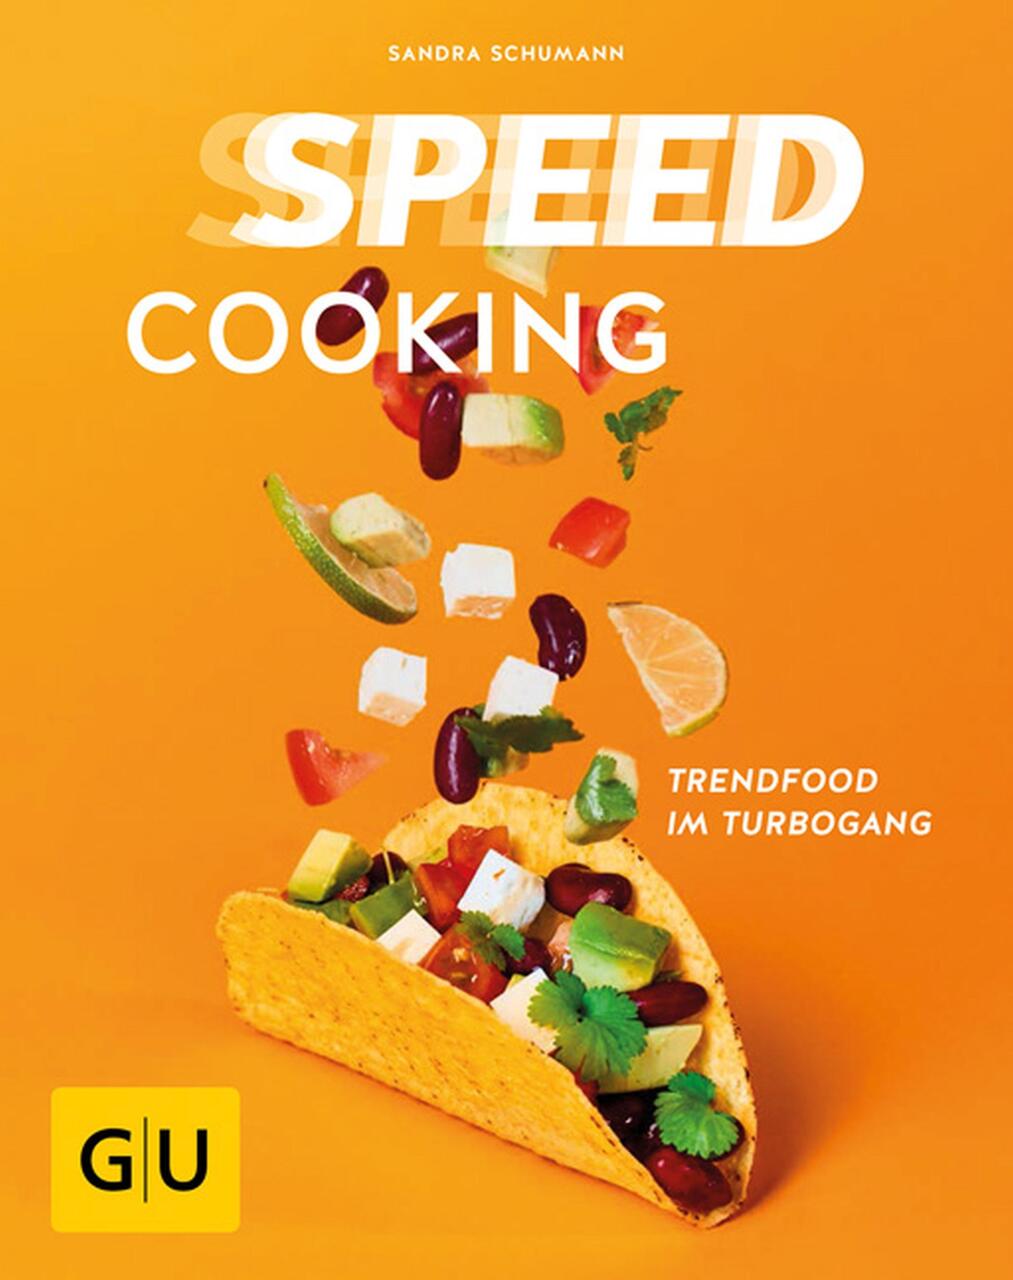 SANDRA SCHUMANN
SPEED
COOKING
TRENDFOOD
IM TURBOGANG
G|U